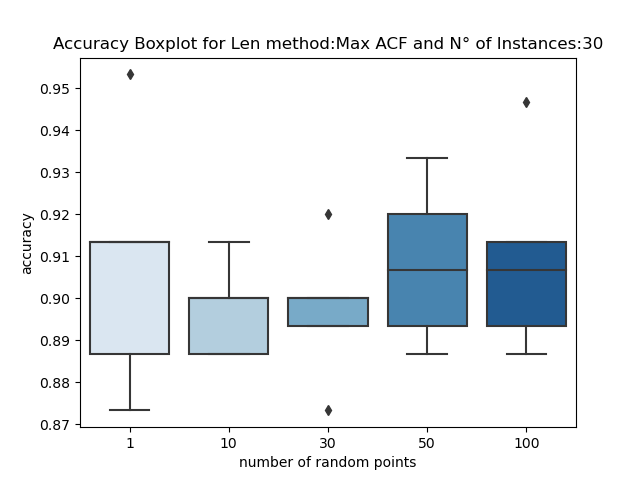 Accuracy Boxplot for Len method:Max ACF and N° of Instances:30
0.95
0.94
0.93
0.92
0.91
0.90
0.89
0.88
0.87
accuracy
1 10 30 50 100
number of random points